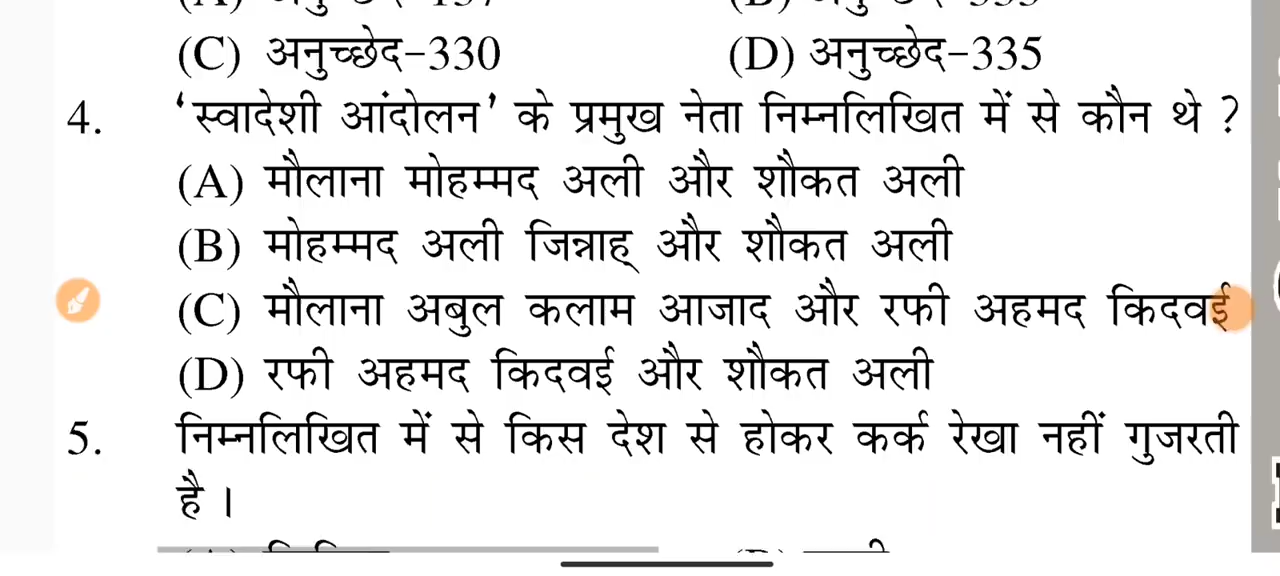 (C) अनुच्छेद-330 (D) अनुच्छेद-335
4. 'स्वादेशी आंदोलन' के प्रमुख नेता निम्नलिखित में से कौन थे ?
(A) मौलाना मोहम्मद अली और शौकत अली
(B) मोहम्मद अली जिन्नाह् और शौकत अली
(C) मौलाना अबुल कलाम आजाद और रफी अहमद किदवई
(D) रफी अहमद किदवई और शौकत अली
5. निम्नलिखित में से किस देश से होकर कर्क रेखा नहीं गुजरती
है ।